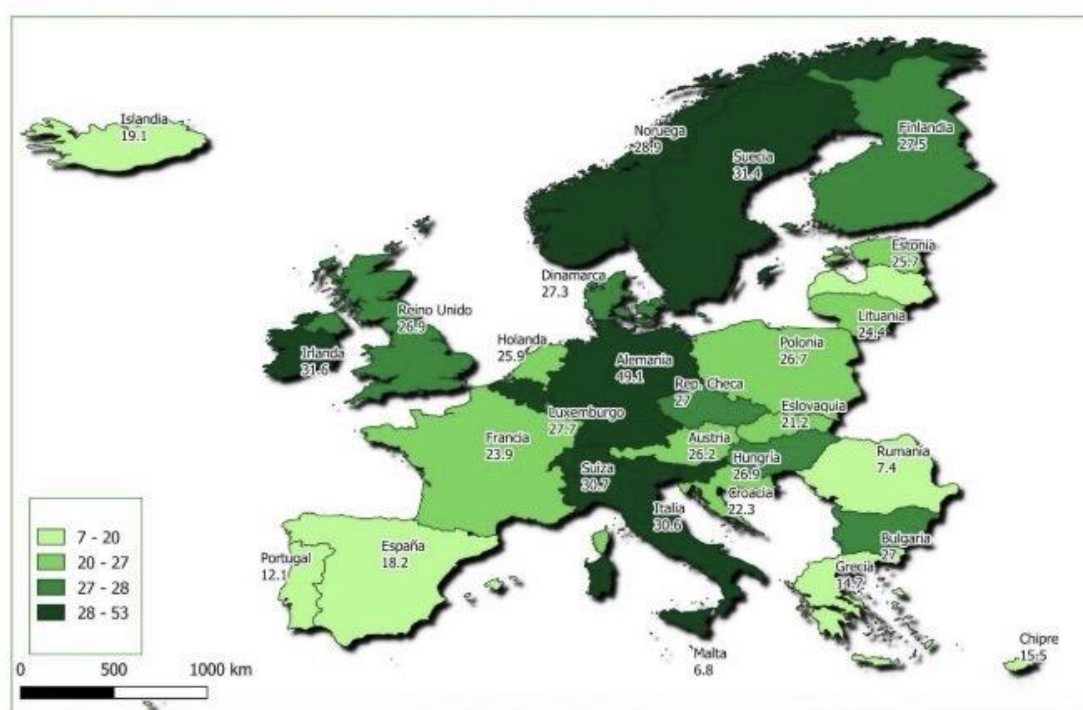 Islandia
19.1
Noruega
28.9
Suecia
31.4
Finlandia
27.5
Estonia
25.7
Dinamarca
27.3
Lituania
24.4
Reino Unido
26.9
Irlanda
31.6
Holanda
25.9
Alemania
49.1
Polonia
26.7
Rep. Checa
27
Eslovaquia
21.2
Luxemburgo
27.7
Francia
23.9
Austria
26.2
Hungría
26.9
Rumania
7.4
Suiza
30.7
Croacia
22.3
Italia
30.6
Bulgaria
27
España
18.2
Portugal
12.1
Grecia
14.7
Chipre
15.5
Malta
6.8
7 - 20
20 - 27
27 - 28
28 - 53
0 500 1000 km